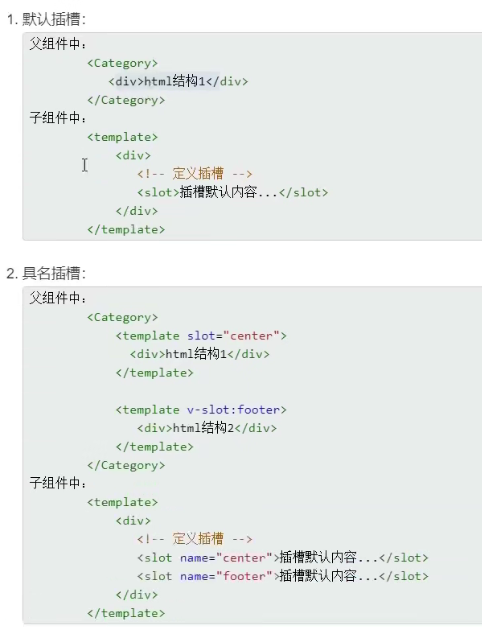 1. 默认插槽:
父组件中:
<Category>
<div>html结构1</div>
</Category>
子组件中:
<template>
<div>
<!-- 定义插槽 -->
<slot>插槽默认内容...</slot>
</div>
</template>
2. 具名插槽:
父组件中:
<Category>
<template slot="center">
<div>html结构1</div>
</template>
<template v-slot:footer>
<div>html结构2</div>
</template>
</Category>
子组件中:
<template>
<div>
<!-- 定义插槽 -->
<slot name="center">插槽默认内容...</slot>
<slot name="footer">插槽默认内容...</slot>
</div>
</template>